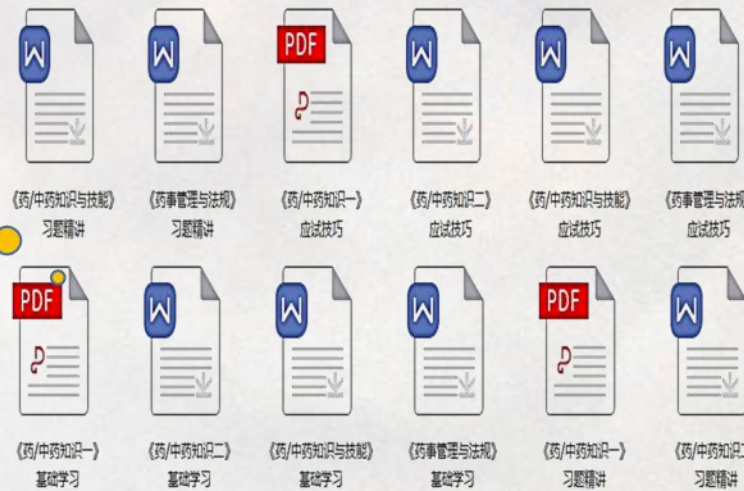 W
W
PDF
W
W
W
《药/中药知识与技能》
习题精讲
《药事管理与法规》
习题精讲
《药/中药知识一》
应试技巧
《药/中药知识二》
应试技巧
《药/中药知识与技能》
应试技巧
《药事管理与法规
应试技巧
PDF
W
W
W
PDF
W
《药/中药知识一》
基础学习
《药/中药知识二》
基础学习
《药/中药知识与技能》
基础学习
《药事管理与法规》
基础学习
《药/中药知识一》
习题精讲
《药/中药知识二
习题精讲